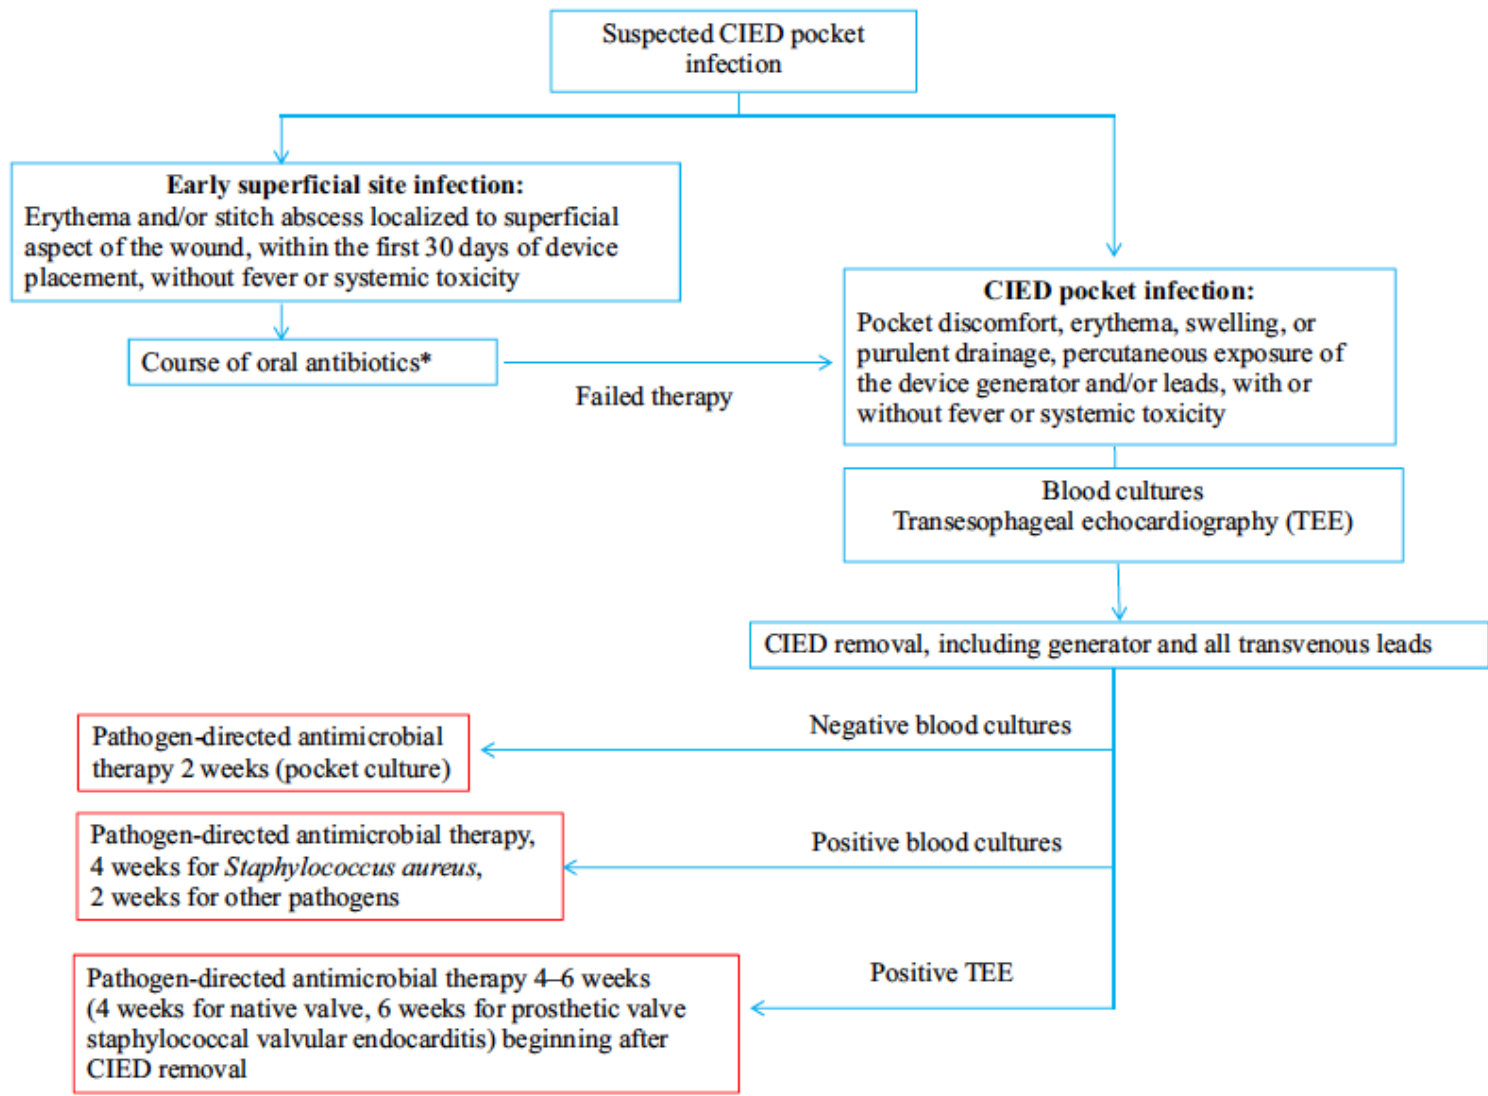 Suspected CIED pocket
infection
Early superficial site infection:
Erythema and/or stitch abscess localized to superficial
aspect of the wound, within the first 30 days of device
placement, without fever or systemic toxicity
Course of oral antibiotics*
Failed therapy
CIED pocket infection:
Pocket discomfort, erythema, swelling, or
purulent drainage, percutaneous exposure of
the device generator and/or leads, with or
without fever or systemic toxicity
Blood cultures
Transesophageal echocardiography (TEE)
CIED removal, including generator and all transvenous leads
Negative blood cultures
Pathogen-directed antimicrobial
therapy 2 weeks (pocket culture)
Positive blood cultures
Pathogen-directed antimicrobial therapy,
4 weeks for Staphylococcus aureus,
2 weeks for other pathogens
Positive TEE
Pathogen-directed antimicrobial therapy 4–6 weeks
(4 weeks for native valve, 6 weeks for prosthetic valve
staphylococcal valvular endocarditis) beginning after
CIED removal